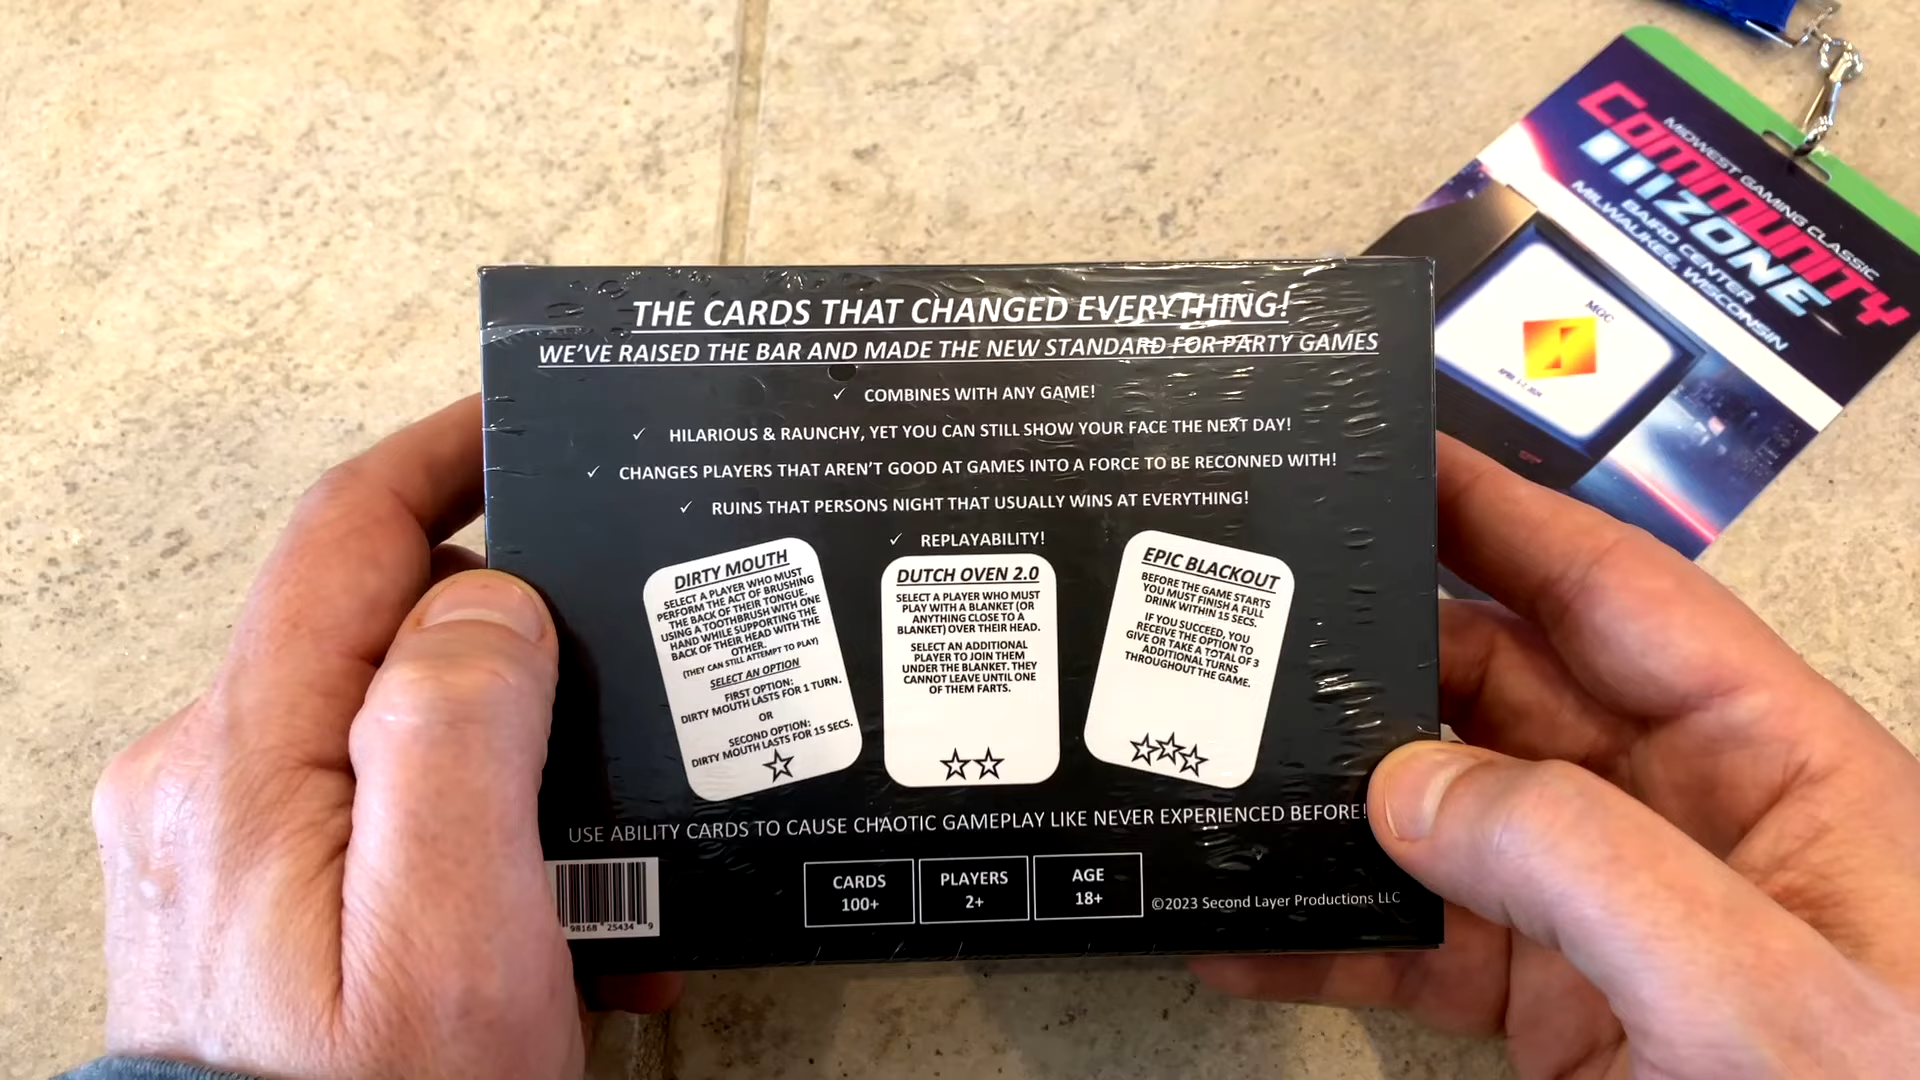 THE CARDS THAT CHANGED EVERYTHING!
WE'VE RAISED THE BAR AND MADE THE NEW STANDARD FOR PARTY GAMES
✓ COMBINES WITH ANY GAME!
✓ HILARIOUS & RAUNCHY, YET YOU CAN STILL SHOW YOUR FACE THE NEXT DAY!
✓ CHANGES PLAYERS THAT AREN'T GOOD AT GAMES INTO A FORCE TO BE RECONNED WITH!
✓ RUINS THAT PERSONS NIGHT THAT USUALLY WINS AT EVERYTHING!
✓ REPLAYABILITY!
DIRTY MOUTH
SELECT A PLAYER WHO MUST
PERFORM THE ACT OF BRUSHING
THE BACK OF THEIR TONGUE.
USING A TOOTHBRUSH WITH ONE
HAND WHILE SUPPORTING THE
BACK OF THEIR HEAD WITH THE
OTHER.
(THEY CAN STILL ATTEMPT TO PLAY)
SELECT AN OPTION
FIRST OPTION:
DIRTY MOUTH LASTS FOR 1 TURN.
OR
SECOND OPTION:
DIRTY MOUTH LASTS FOR 15 SECS.
DUTCH OVEN 2.0
SELECT A PLAYER WHO MUST
PLAY WITH A BLANKET (OR
ANYTHING CLOSE TO A
BLANKET) OVER THEIR HEAD.
SELECT AN ADDITIONAL
PLAYER TO JOIN THEM
UNDER THE BLANKET. THEY
CANNOT LEAVE UNTIL ONE
OF THEM FARTS.
EPIC BLACKOUT
BEFORE THE GAME STARTS
YOU MUST FINISH A FULL
DRINK WITHIN 15 SECS.
IF YOU SUCCEED, YOU
RECEIVE THE OPTION TO
GIVE OR TAKE A TOTAL OF 3
ADDITIONAL TURNS
THROUGHOUT THE GAME.
USE ABILITY CARDS TO CAUSE CHAOTIC GAMEPLAY LIKE NEVER EXPERIENCED BEFORE!
98168 25434 9
CARDS
100+
PLAYERS
2+
AGE
18+
©2023 Second Layer Productions LLC
MIDWEST GAMING CLASSIC
COMMUNITY
ZONE
BAIRD CENTER
MILWAUKEE, WISCONSIN
MGC